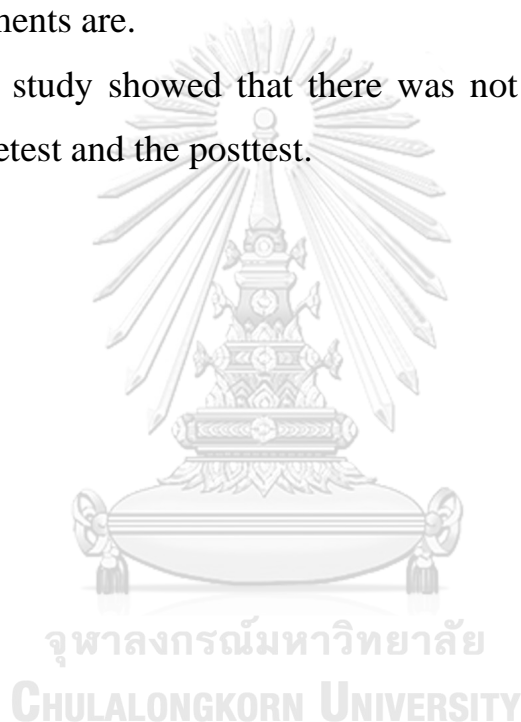 nents are.
study showed that there was not
etest and the posttest.
จุฬาลงกรณ์มหาวิทยาลัย
CHULALONGKORN UNIVERSITY